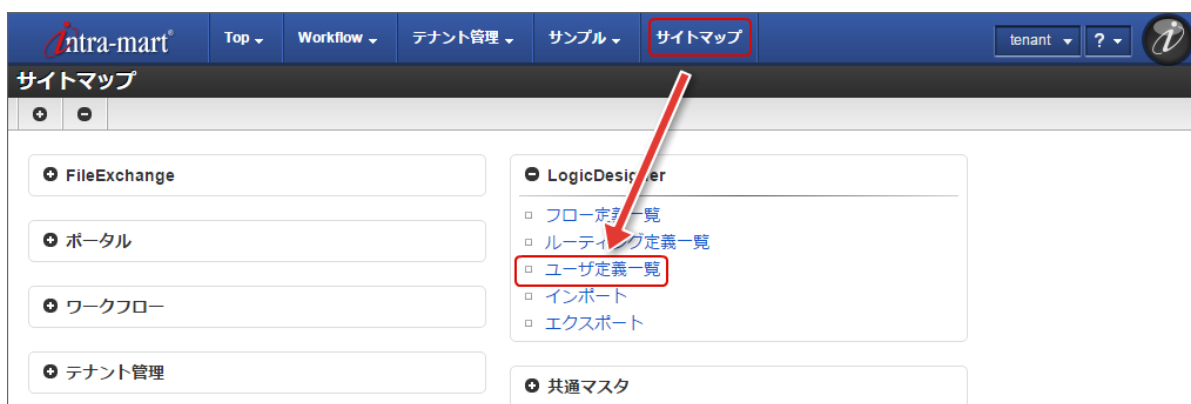 intra-mart®
Top
Workflow
テナント管理
サンプル
サイトマップ
tenant
?
サイトマップ
FileExchange
ポータル
ワークフロー
テナント管理
LogicDesigner
フロー定義一覧
ルーティング定義一覧
ユーザ定義一覧
インポート
エクスポート
共通マスタ